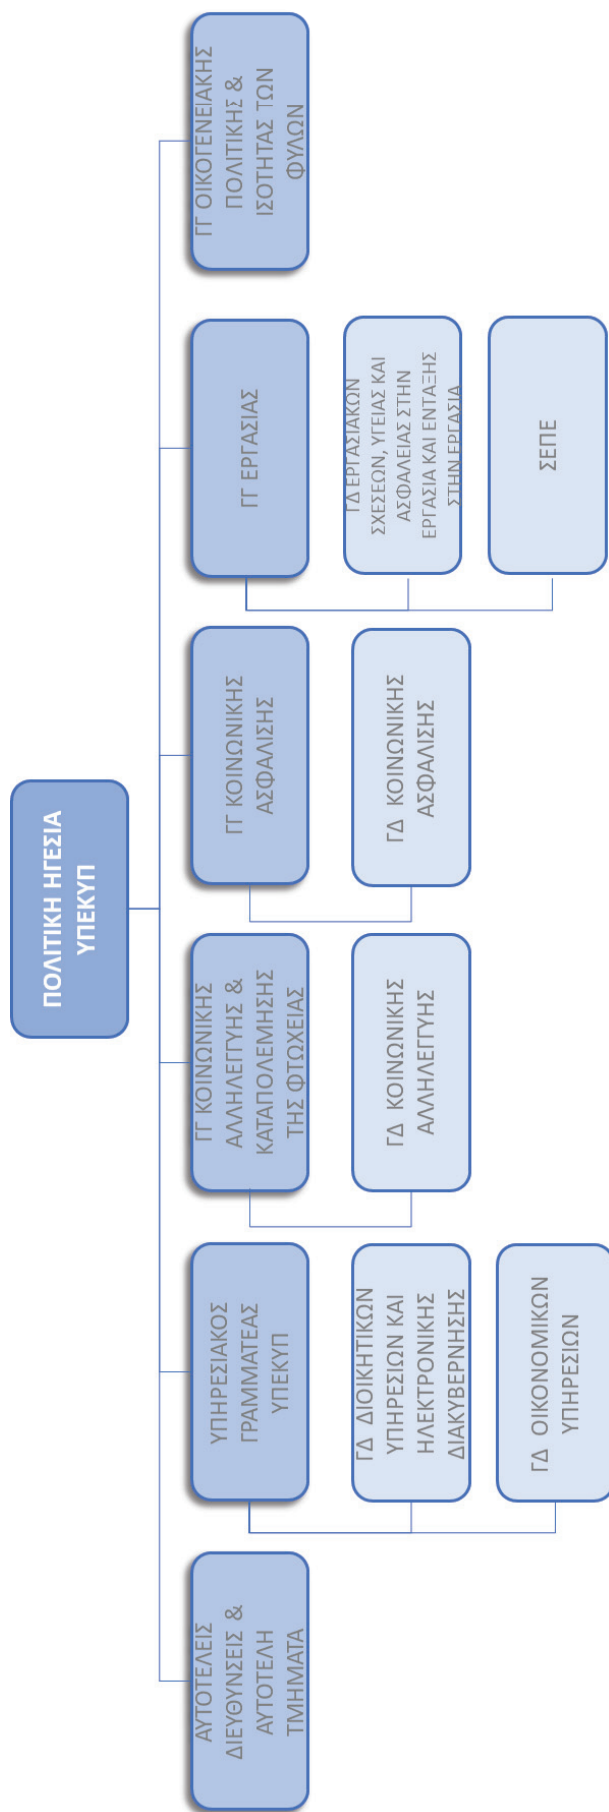 ΠΟΛΙΤΙΚΗ ΗΓΕΣΙΑ
ΥΠΕΚΥΠ
ΑΥΤΟΤΕΛΕΙΣ
ΔΙΕΥΘΥΝΣΕΙΣ &
ΑΥΤΟΤΕΛΗ
ΤΜΗΜΑΤΑ
ΥΠΗΡΕΣΙΑΚΟΣ
ΓΡΑΜΜΑΤΕΑΣ
ΥΠΕΚΥΠ
ΓΔ ΔΙΟΙΚΗΤΙΚΩΝ
ΥΠΗΡΕΣΙΩΝ ΚΑΙ
ΗΛΕΚΤΡΟΝΙΚΗΣ
ΔΙΑΚΥΒΕΡΝΗΣΗΣ
ΓΔ ΟΙΚΟΝΟΜΙΚΩΝ
ΥΠΗΡΕΣΙΩΝ
ΓΓ ΚΟΙΝΩΝΙΚΗΣ
ΑΛΛΗΛΕΓΓΥΗΣ &
ΚΑΤΑΠΟΛΕΜΗΣΗΣ
ΤΗΣ ΦΤΩΧΕΙΑΣ
ΓΔ ΚΟΙΝΩΝΙΚΗΣ
ΑΛΛΗΛΕΓΓΥΗΣ
ΓΓ ΚΟΙΝΩΝΙΚΗΣ
ΑΣΦΑΛΙΣΗΣ
ΓΔ ΚΟΙΝΩΝΙΚΗΣ
ΑΣΦΑΛΙΣΗΣ
ΓΓ ΕΡΓΑΣΙΑΣ
ΓΔ ΕΡΓΑΣΙΑΚΩΝ
ΣΧΕΣΕΩΝ, ΥΓΕΙΑΣ ΚΑΙ
ΑΣΦΑΛΕΙΑΣ ΣΤΗΝ
ΕΡΓΑΣΙΑ ΚΑΙ ΕΝΤΑΞΗΣ
ΣΤΗΝ ΕΡΓΑΣΙΑ
ΣΕΠΕ
ΓΓ ΟΙΚΟΓΕΝΕΙΑΚΗΣ
ΠΟΛΙΤΙΚΗΣ &
ΙΣΟΤΗΤΑΣ ΤΩΝ
ΦΥΛΩΝ